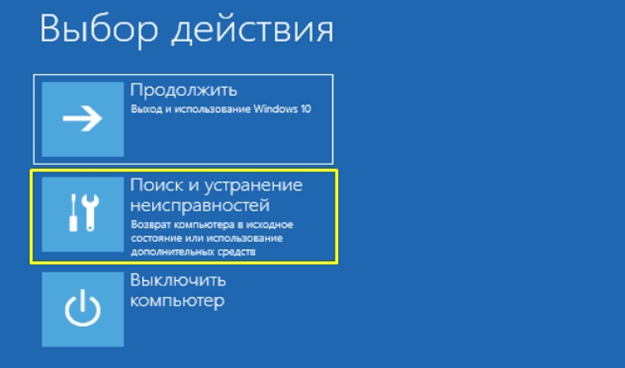 Выбор действия
Продолжить
Выход и использование Windows 10
Поиск и устранение
неисправностей
Возврат компьютера в исходное
состояние или использование
дополнительных средств
Выключить
компьютер